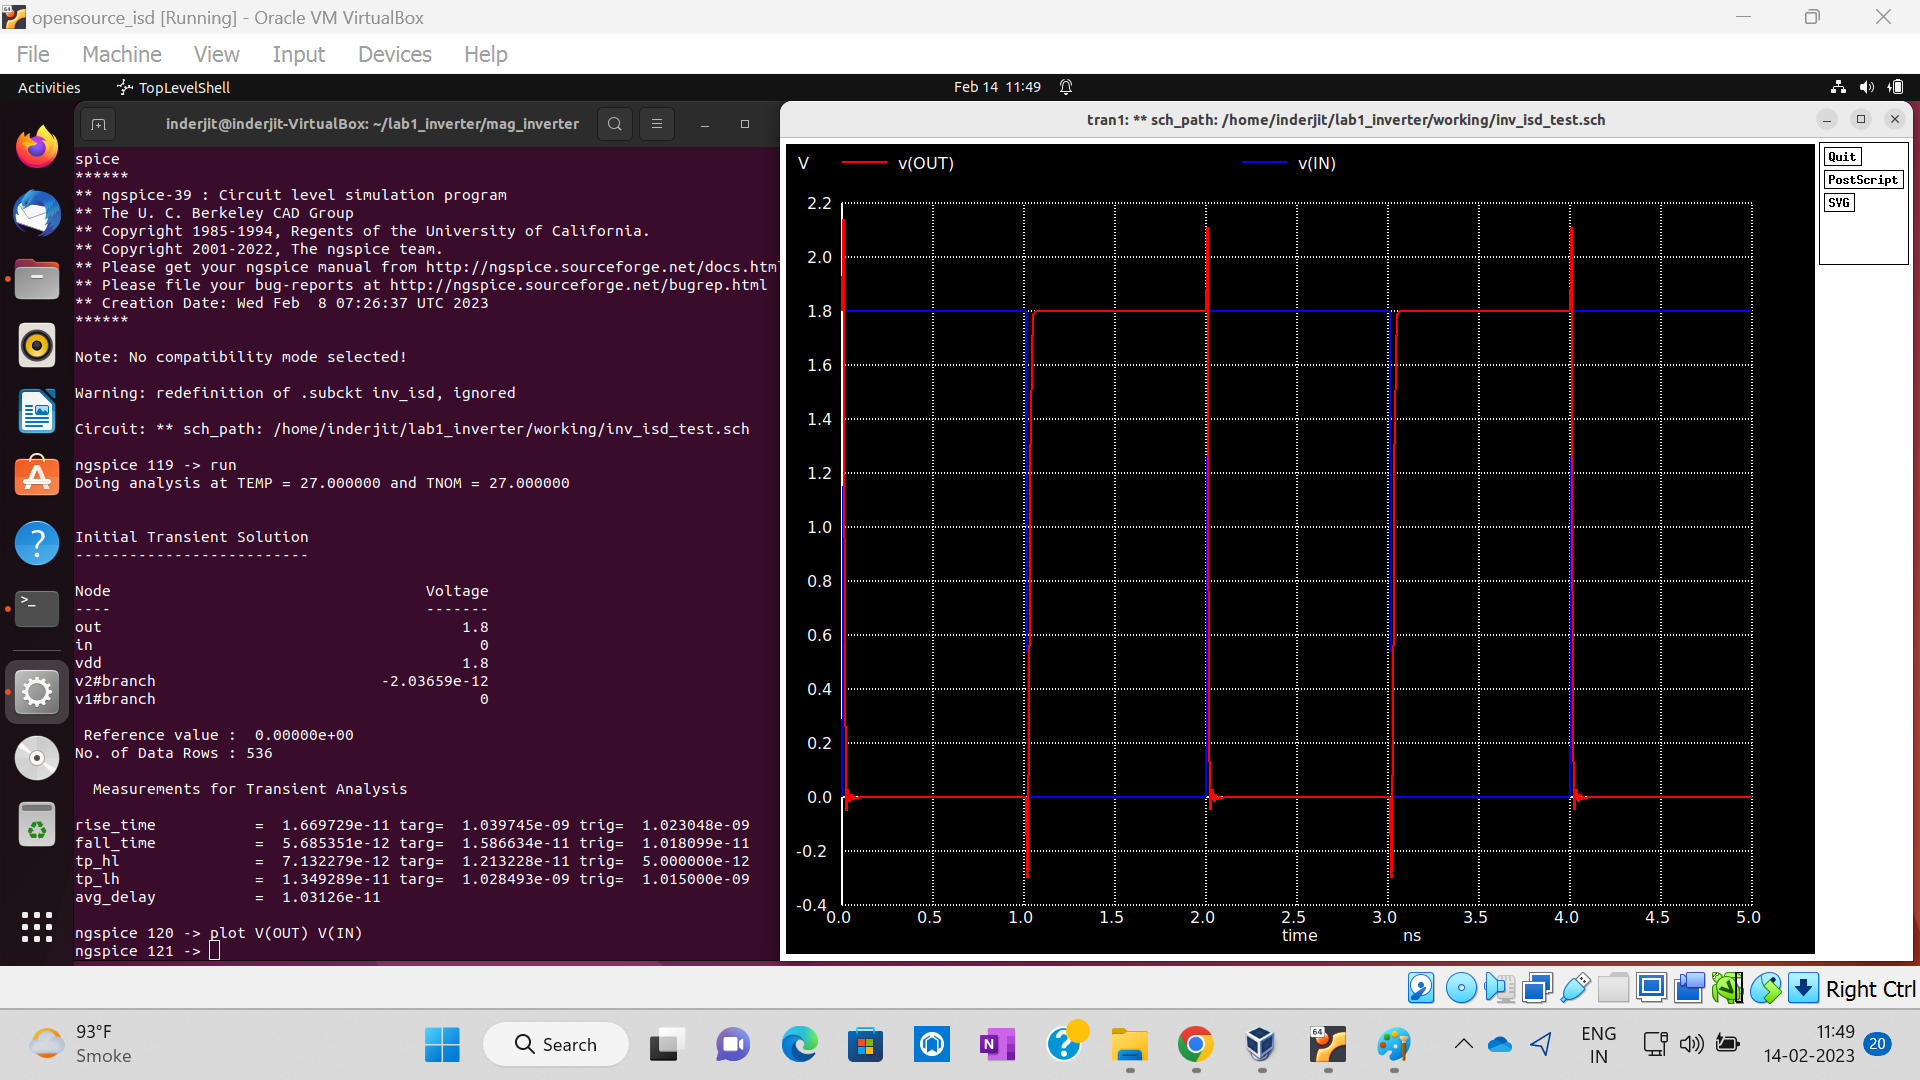 opensource_isd [Running] - Oracle VM VirtualBox
File Machine View Input Devices Help
Activities TopLevelShell Feb 14 11:49
inderjit@inderjit-VirtualBox: ~/lab1_inverter/mag_inverter
spice
******
** ngspice-39 : Circuit level simulation program
** The U. C. Berkeley CAD Group
** Copyright 1985-1994, Regents of the University of California.
** Copyright 2001-2022, The ngspice team.
** Please get your ngspice manual from http://ngspice.sourceforge.net/docs.html
** Please file your bug-reports at http://ngspice.sourceforge.net/bugrep.html
** Creation Date: Wed Feb  8 07:26:37 UTC 2023
******
Note: No compatibility mode selected!
Warning: redefinition of .subckt inv_isd, ignored
Circuit: ** sch_path: /home/inderjit/lab1_inverter/working/inv_isd_test.sch
ngspice 119 -> run
Doing analysis at TEMP = 27.000000 and TNOM = 27.000000
Initial Transient Solution
--------------------------
Node Voltage
---- -------
out 1.8
in 0
vdd 1.8
v2#branch -2.03659e-12
v1#branch 0
Reference value :  0.00000e+00
No. of Data Rows : 536
Measurements for Transient Analysis
rise_time = 1.669729e-11 targ= 1.039745e-09 trig= 1.023048e-09
fall_time = 5.685351e-12 targ= 1.586634e-11 trig= 1.018099e-11
tp_hl = 7.132279e-12 targ= 1.213228e-11 trig= 5.000000e-12
tp_lh = 1.349289e-11 targ= 1.028493e-09 trig= 1.015000e-09
avg_delay = 1.03126e-11
ngspice 120 -> plot V(OUT) V(IN)
ngspice 121 ->
tran1: ** sch_path: /home/inderjit/lab1_inverter/working/inv_isd_test.sch
V v(OUT) v(IN)
Quit
PostScript
SVG
2.2
2.0
1.8
1.6
1.4
1.2
1.0
0.8
0.6
0.4
0.2
0.0
-0.2
-0.4
0.0 0.5 1.0 1.5 2.0 2.5 3.0 3.5 4.0 4.5 5.0
time ns
Right Ctrl
93°F
Smoke
Search
ENG
IN
11:49
14-02-2023
20